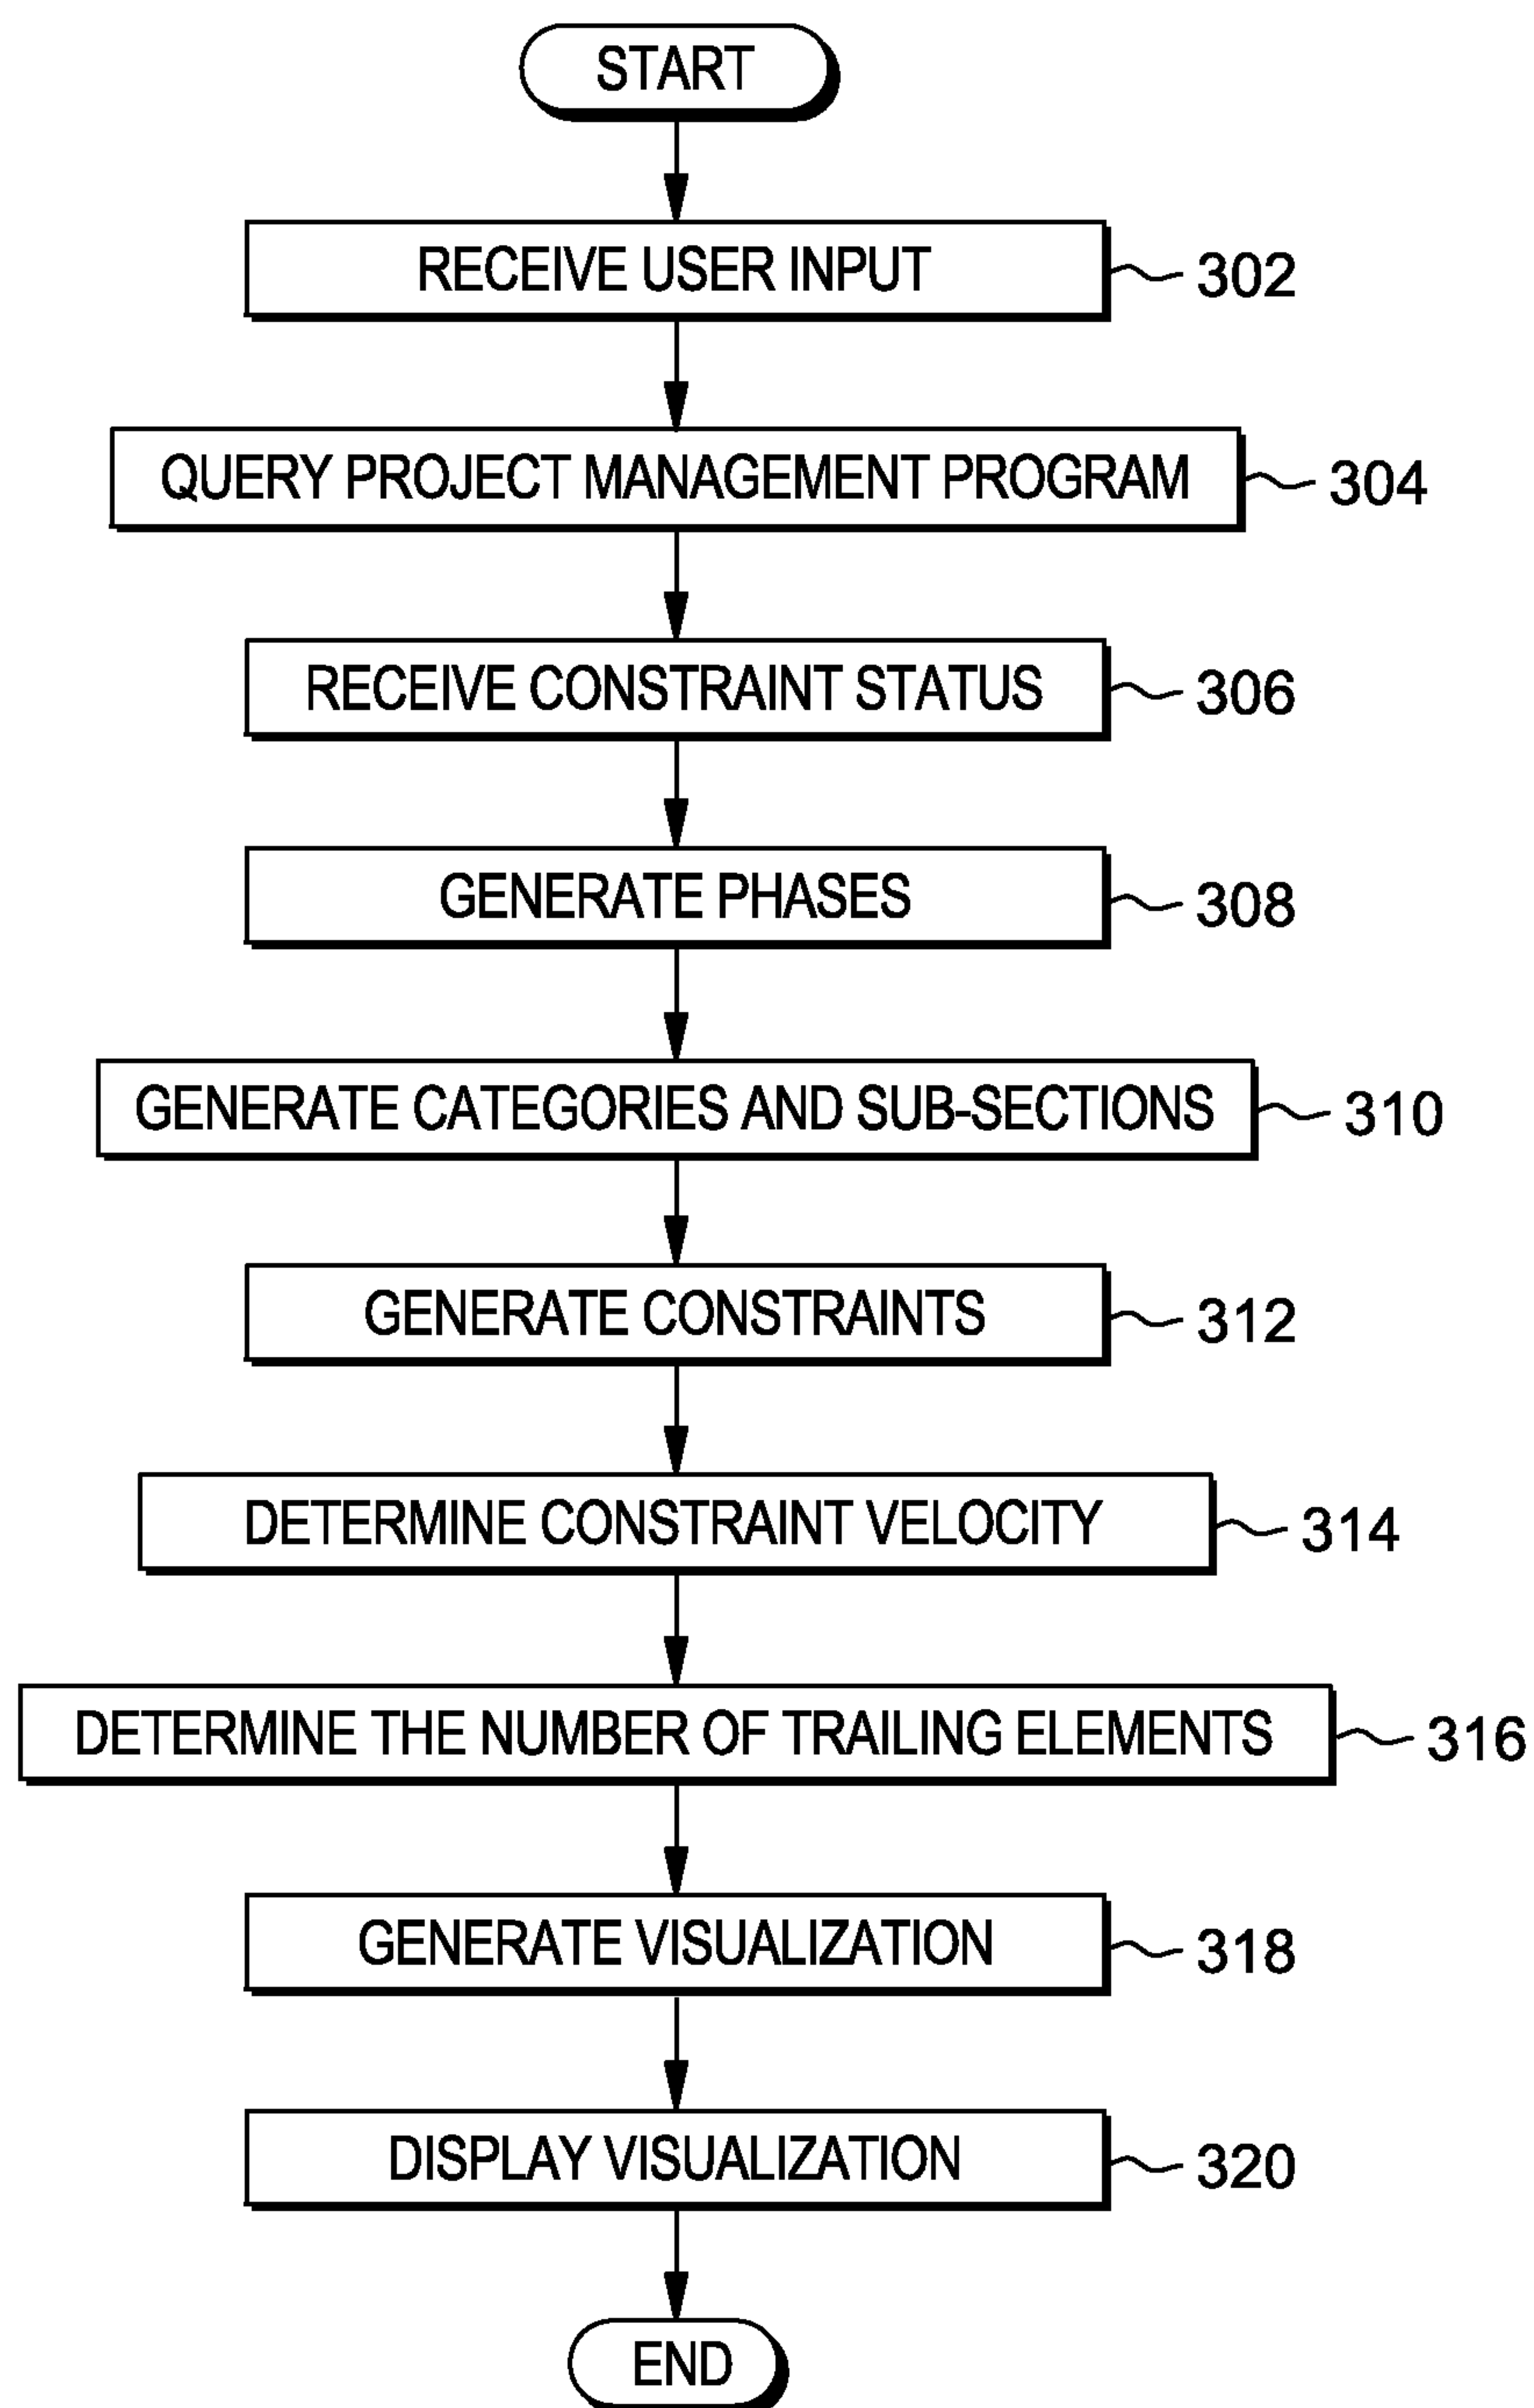 START
RECEIVE USER INPUT
302
QUERY PROJECT MANAGEMENT PROGRAM
304
RECEIVE CONSTRAINT STATUS
306
GENERATE PHASES
308
GENERATE CATEGORIES AND SUB-SECTIONS
310
GENERATE CONSTRAINTS
312
DETERMINE CONSTRAINT VELOCITY
314
DETERMINE THE NUMBER OF TRAILING ELEMENTS
316
GENERATE VISUALIZATION
318
DISPLAY VISUALIZATION
320
END